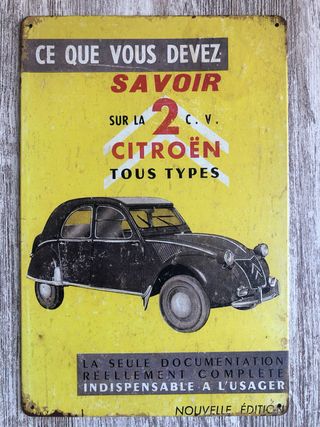 CE QUE VOUS DEVEZ
SAVOIR
SUR LA 2 C. V.
CITROËN
TOUS TYPES
LA SEULE DOCUMENTATION
RÉELLEMENT COMPLÈTE
INDISPENSABLE A L'USAGER
NOUVELLE ÉDITION